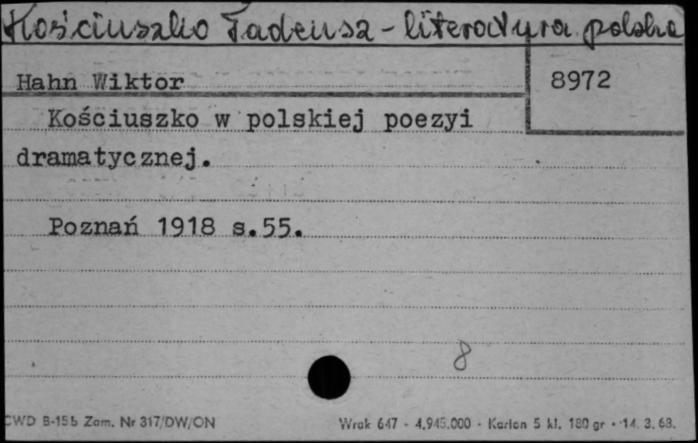 Kościuszko Tadeusz - literatura polska
Hahn Wiktor
8972
Kościuszko w polskiej poezyi
dramatycznej.
Poznań 1918 s.55.
8
CWD B-15b Zam. Nr 317/DW/ON
Wrak 647 - 4,945.000 - Karton 5 kl. 180 gr - 14. 3. 63.